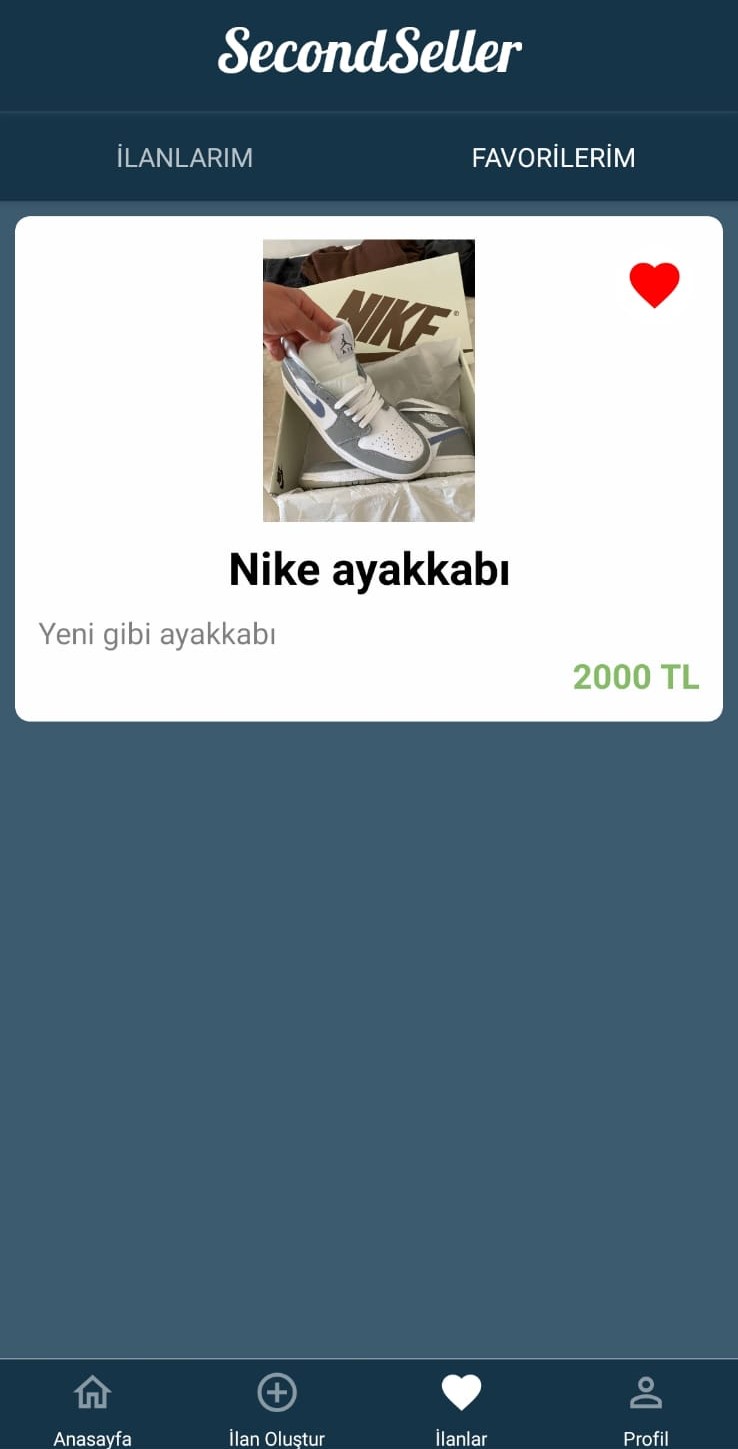 SecondSeller
İLANLARIM
FAVORİLERİM
NIKE
Nike ayakkabı
Yeni gibi ayakkabı
2000 TL
Anasayfa
İlan Oluştur
İlanlar
Profil